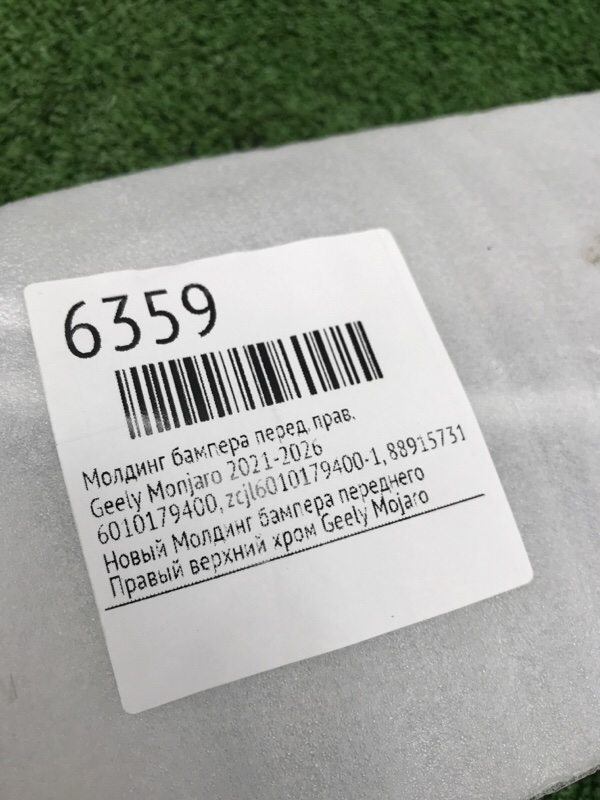 6359
Молдинг бампера перед. прав.
Geely Monjaro 2021-2026
6010179400, zcjl6010179400-1, 88915731
Новый Молдинг бампера переднего
Правый верхний хром Geely Mojaro